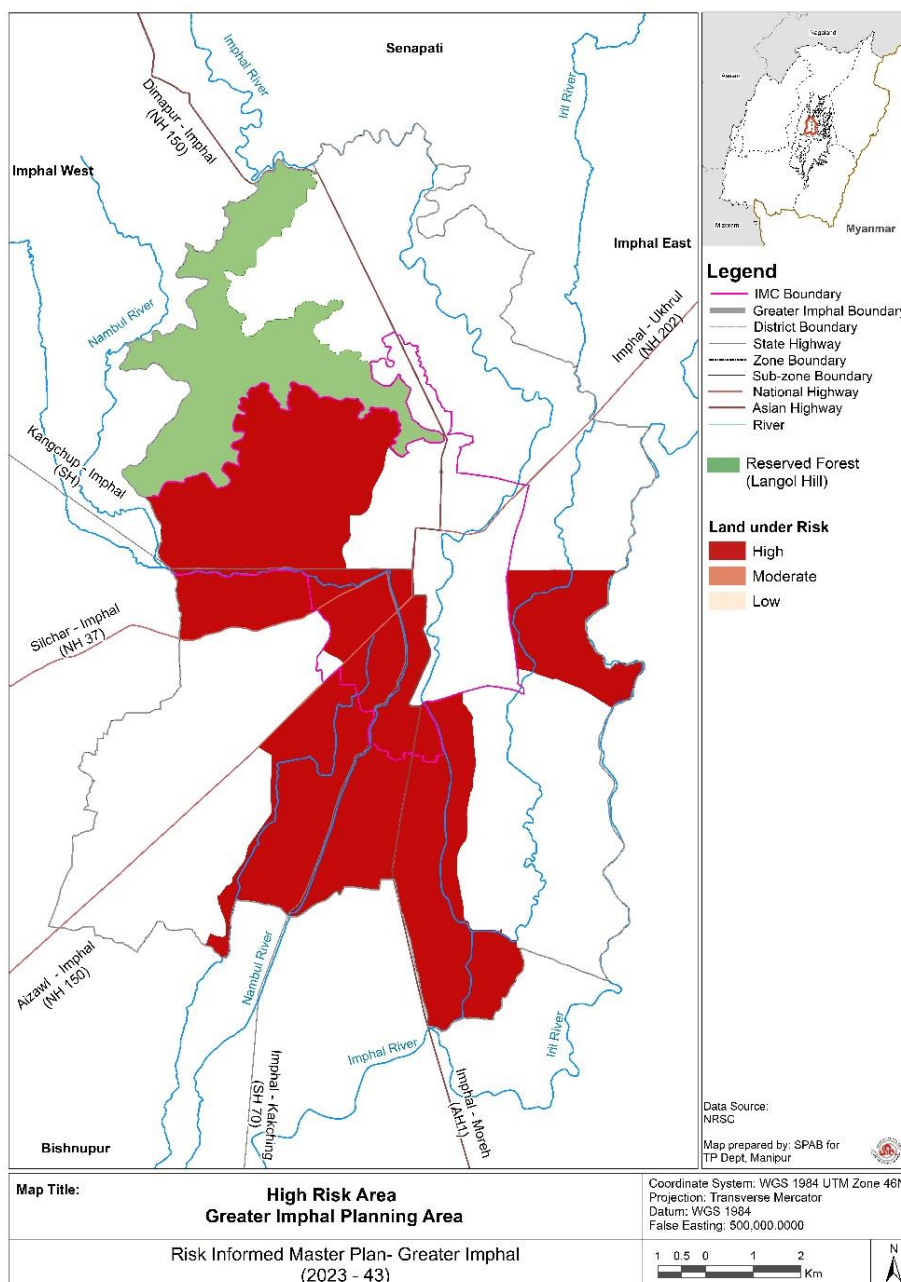 Senapati
Imphal River
Iril River
Dimapur - Imphal
(NH 150)
Imphal West
Imphal East
Nambul River
Imphal - Ukhrul
(NH 202)
Kangchup - Imphal
(SH)
Silchar - Imphal
(NH 37)
Aizawl - Imphal
(NH 150)
Nambul River
Imphal River
Iril River
Imphal - Kakching
(SH 70)
Imphal - Moreh
(AH1)
Bishnupur
Nagaland
Assam
Mizoram
Myanmar
Legend
IMC Boundary
Greater Imphal Boundary
District Boundary
State Highway
Zone Boundary
Sub-zone Boundary
National Highway
Asian Highway
River
Reserved Forest
(Langol Hill)
Land under Risk
High
Moderate
Low
Data Source:
NRSC
Map prepared by: SPAB for
TP Dept, Manipur
Map Title:
High Risk Area
Greater Imphal Planning Area
Risk Informed Master Plan- Greater Imphal
(2023 - 43)
Coordinate System: WGS 1984 UTM Zone 46N
Projection: Transverse Mercator
Datum: WGS 1984
False Easting: 500,000.0000
1 0.5 0 1 2
Km
N